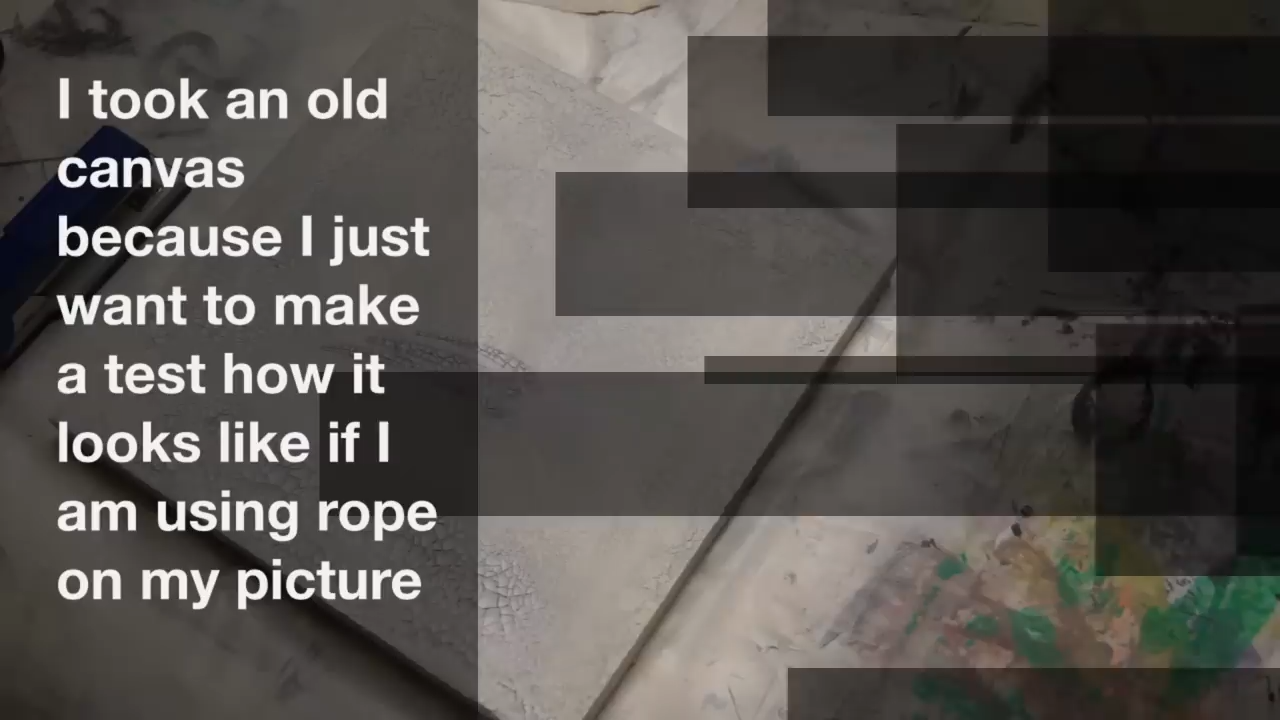 I took an old
canvas
because I just
want to make
a test how it
looks like if I
am using rope
on my picture